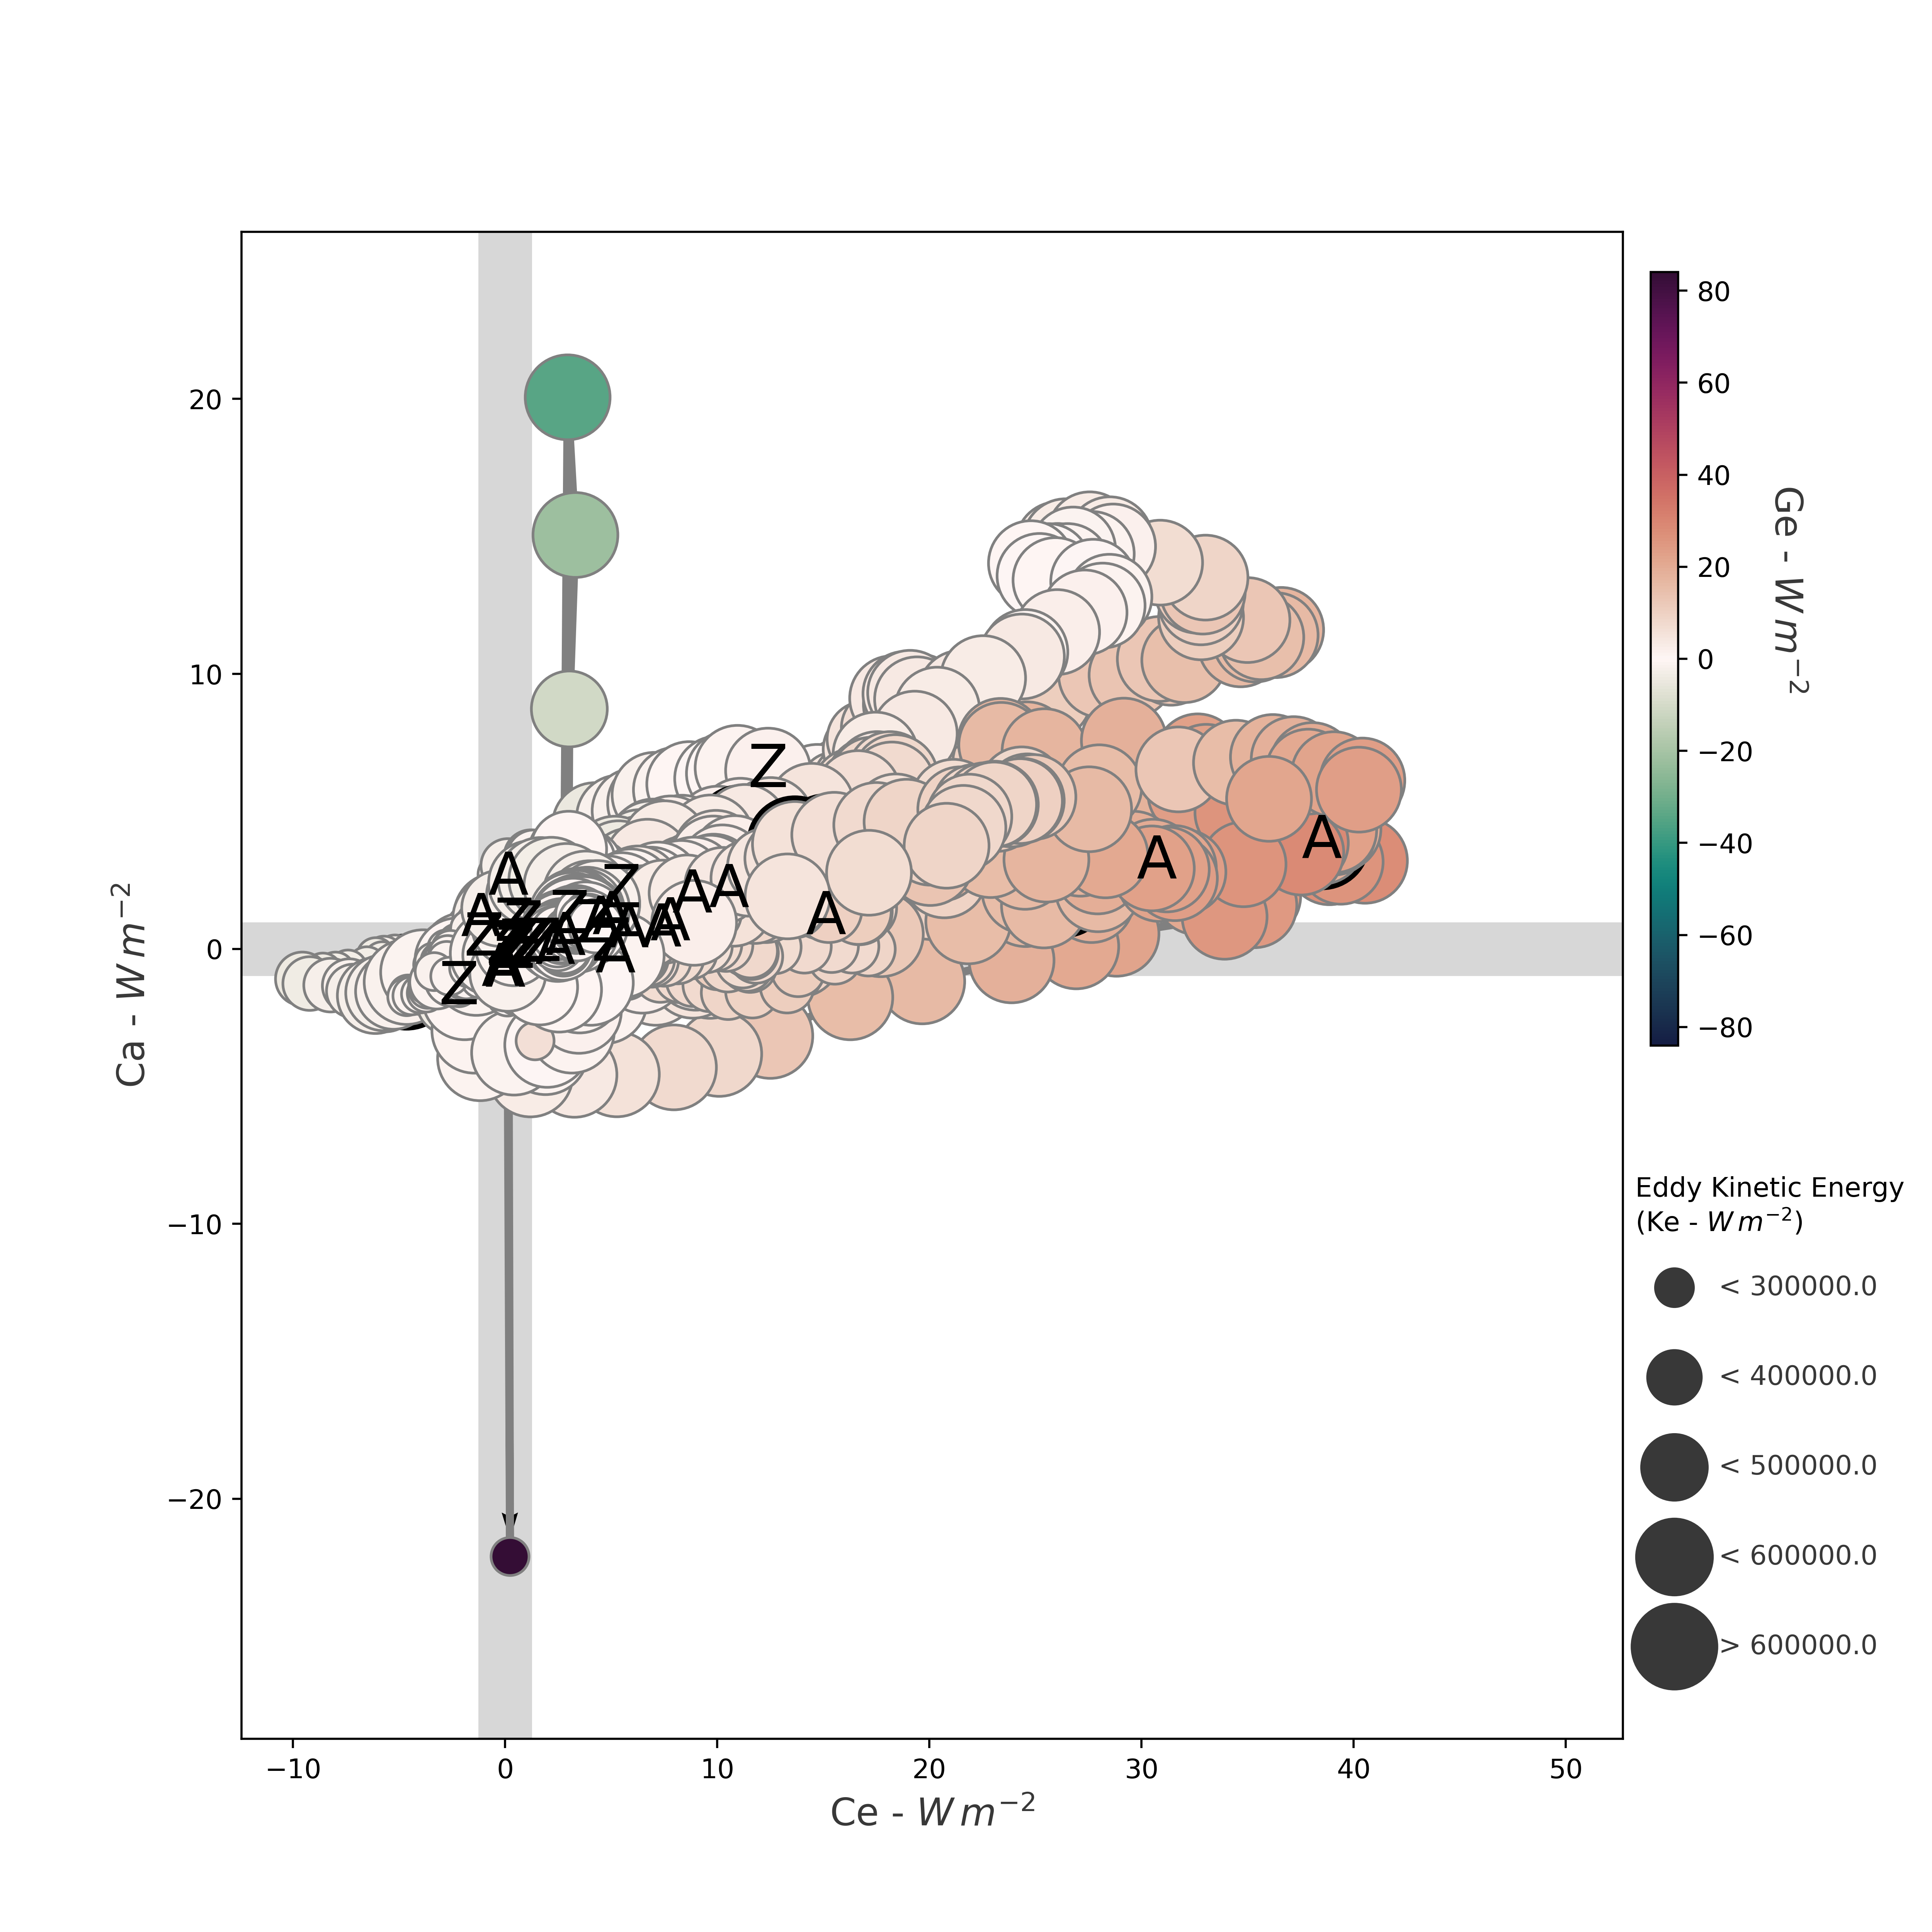 20
10
0
−10
−20
Ca - W m⁻²
−10 0 10 20 30 40 50
Ce - W m⁻²
Z
A
A
A
A
A
A
Z
Z
80
60
40
20
0
−20
−40
−60
−80
Ge - W m⁻²
Eddy Kinetic Energy
(Ke - W m⁻²)
< 300000.0
< 400000.0
< 500000.0
< 600000.0
> 600000.0